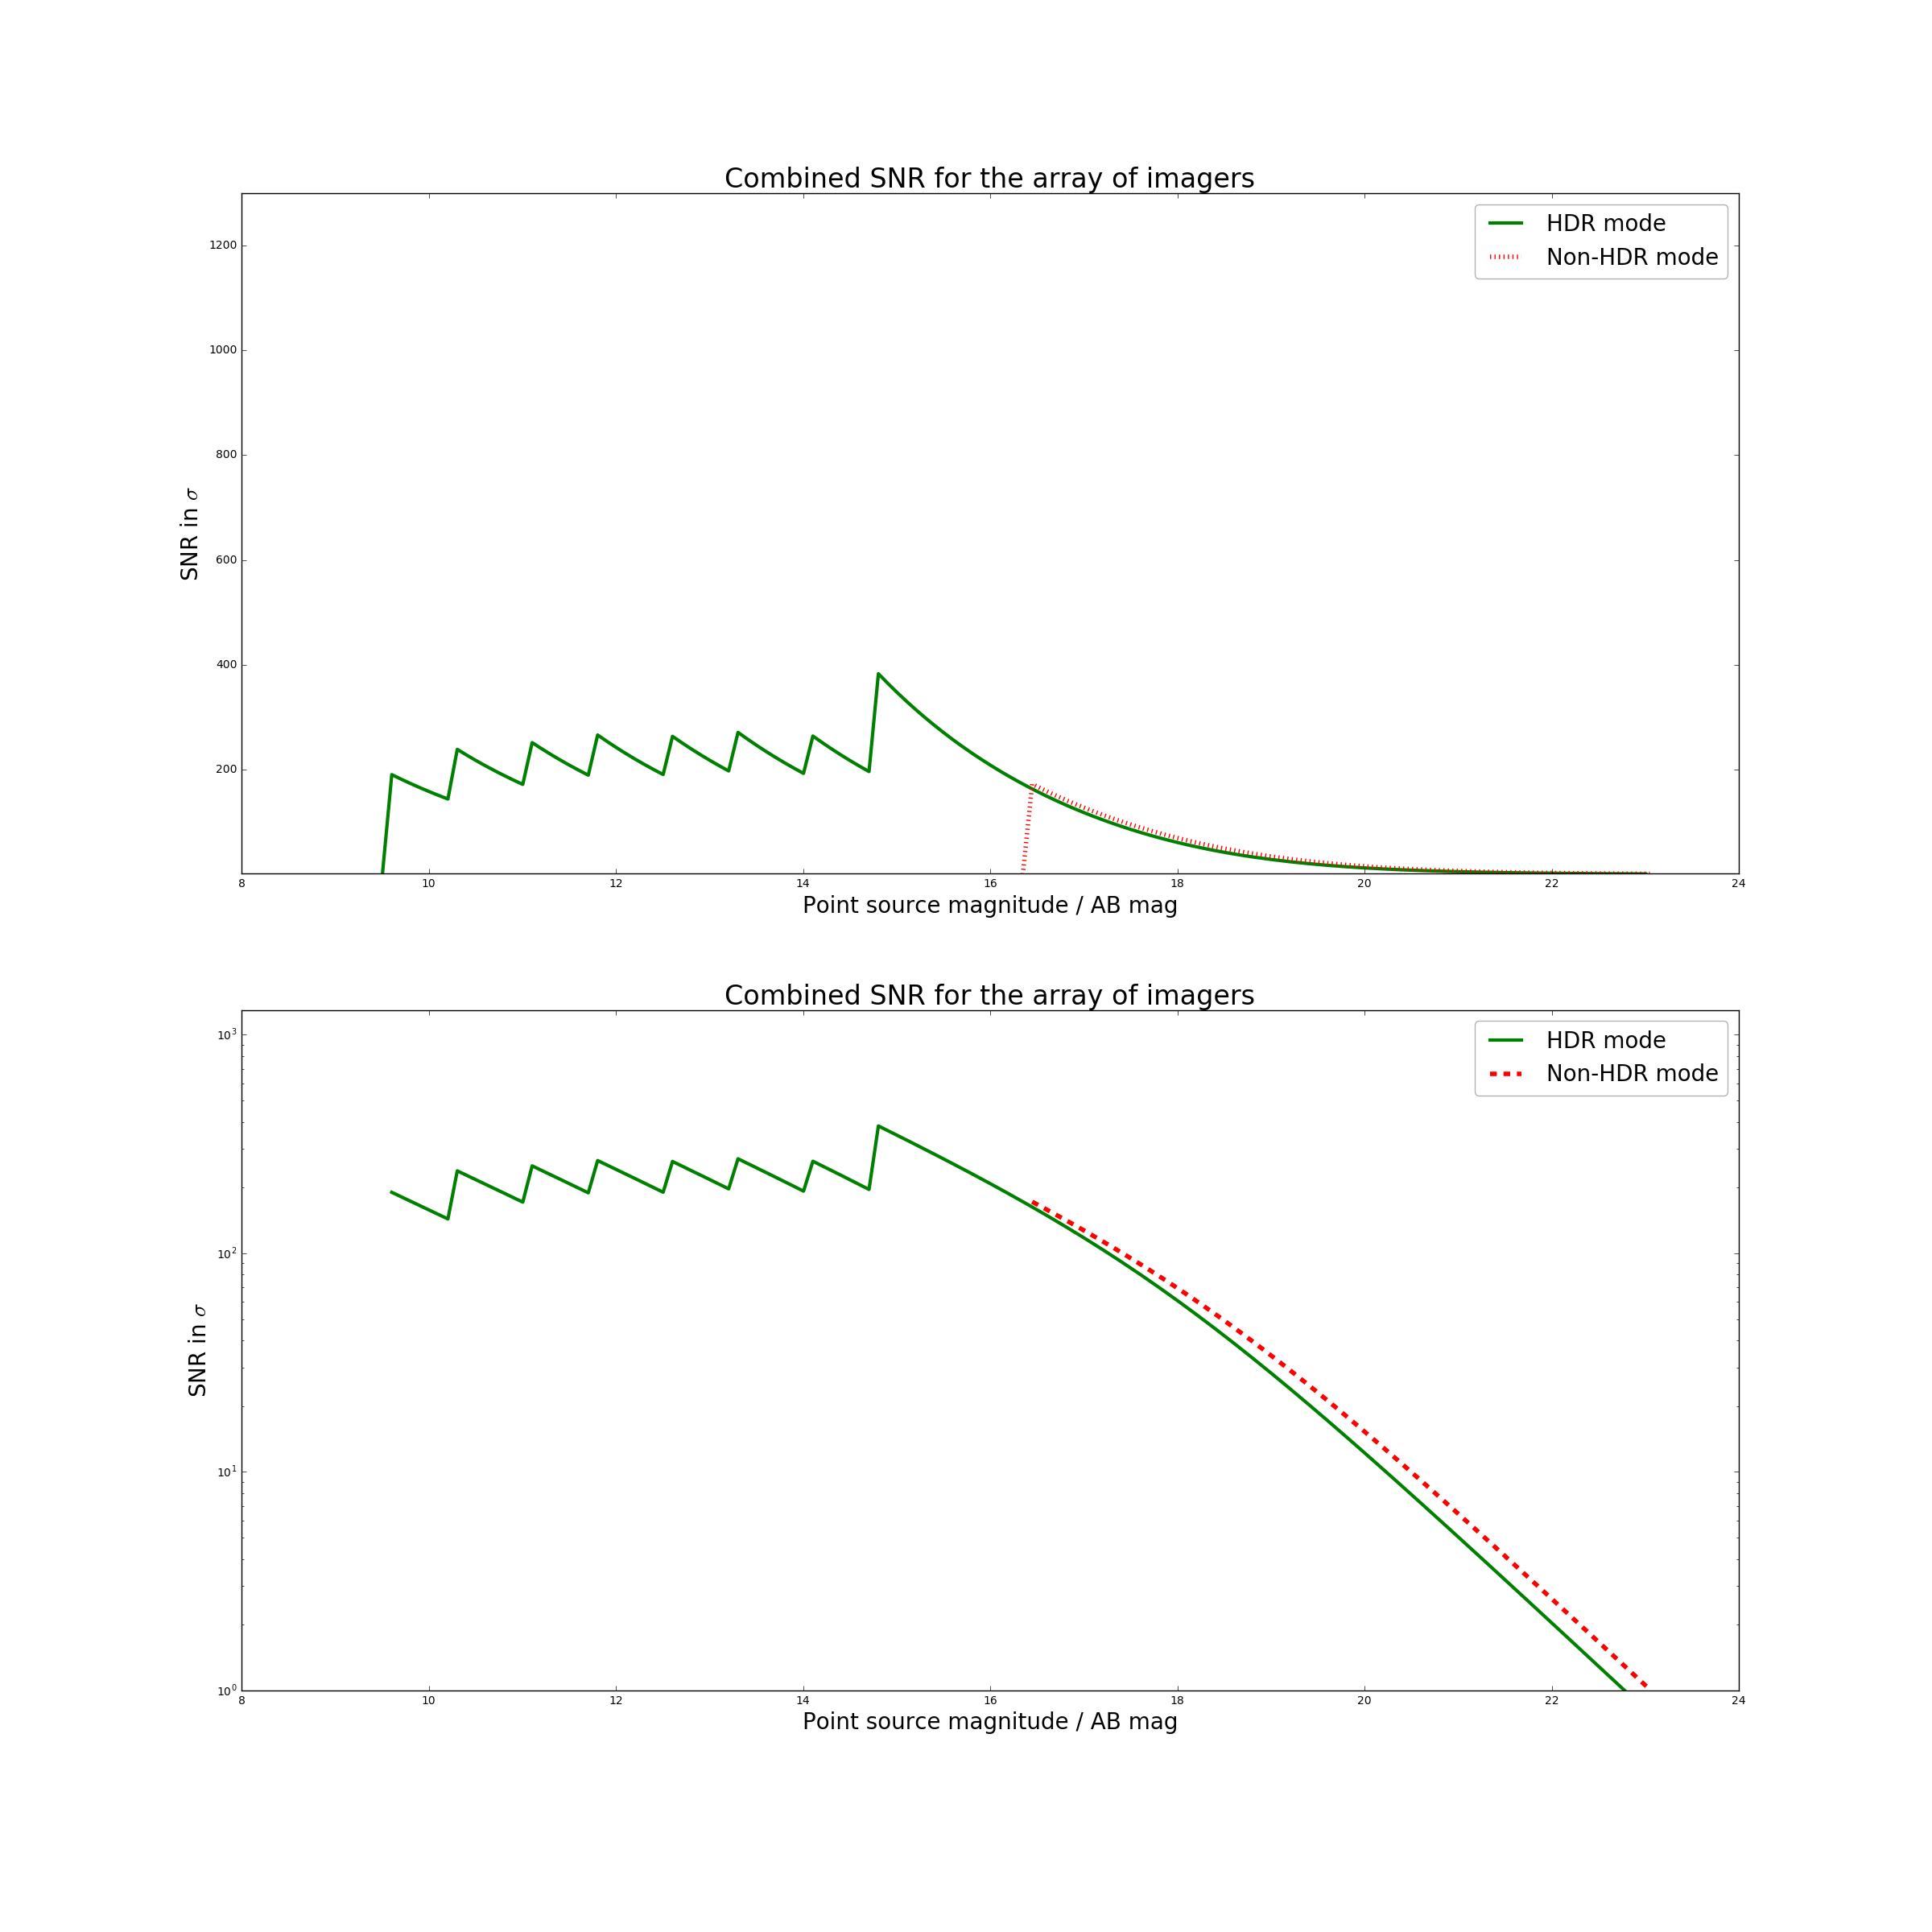 Combined SNR for the array of imagers
HDR mode
Non-HDR mode
1200
1000
800
600
400
200
SNR in σ
8 10 12 14 16 18 20 22 24
Point source magnitude / AB mag
Combined SNR for the array of imagers
HDR mode
Non-HDR mode
10³
10²
10¹
10⁰
SNR in σ
8 10 12 14 16 18 20 22 24
Point source magnitude / AB mag